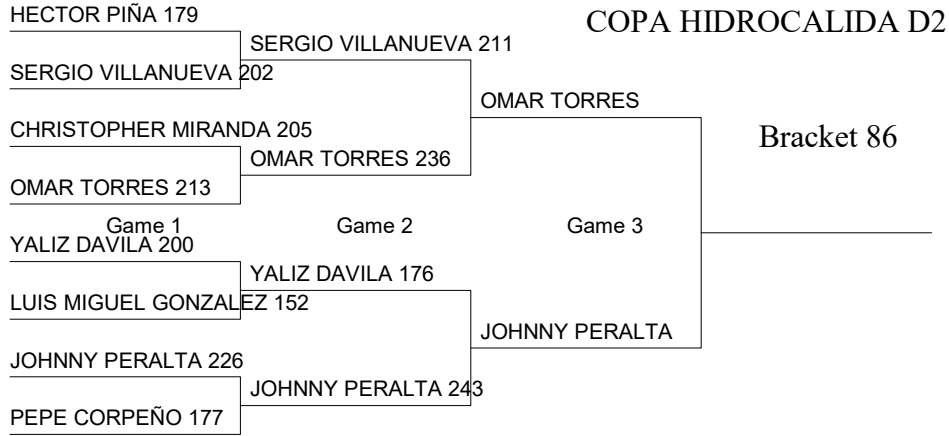 HECTOR PIÑA 179
COPA HIDROCALIDA D2
SERGIO VILLANUEVA 211
SERGIO VILLANUEVA 202
OMAR TORRES
CHRISTOPHER MIRANDA 205
Bracket 86
OMAR TORRES 236
OMAR TORRES 213
Game 1
Game 2
Game 3
YALIZ DAVILA 200
YALIZ DAVILA 176
LUIS MIGUEL GONZALEZ 152
JOHNNY PERALTA
JOHNNY PERALTA 226
JOHNNY PERALTA 243
PEPE CORPEÑO 177